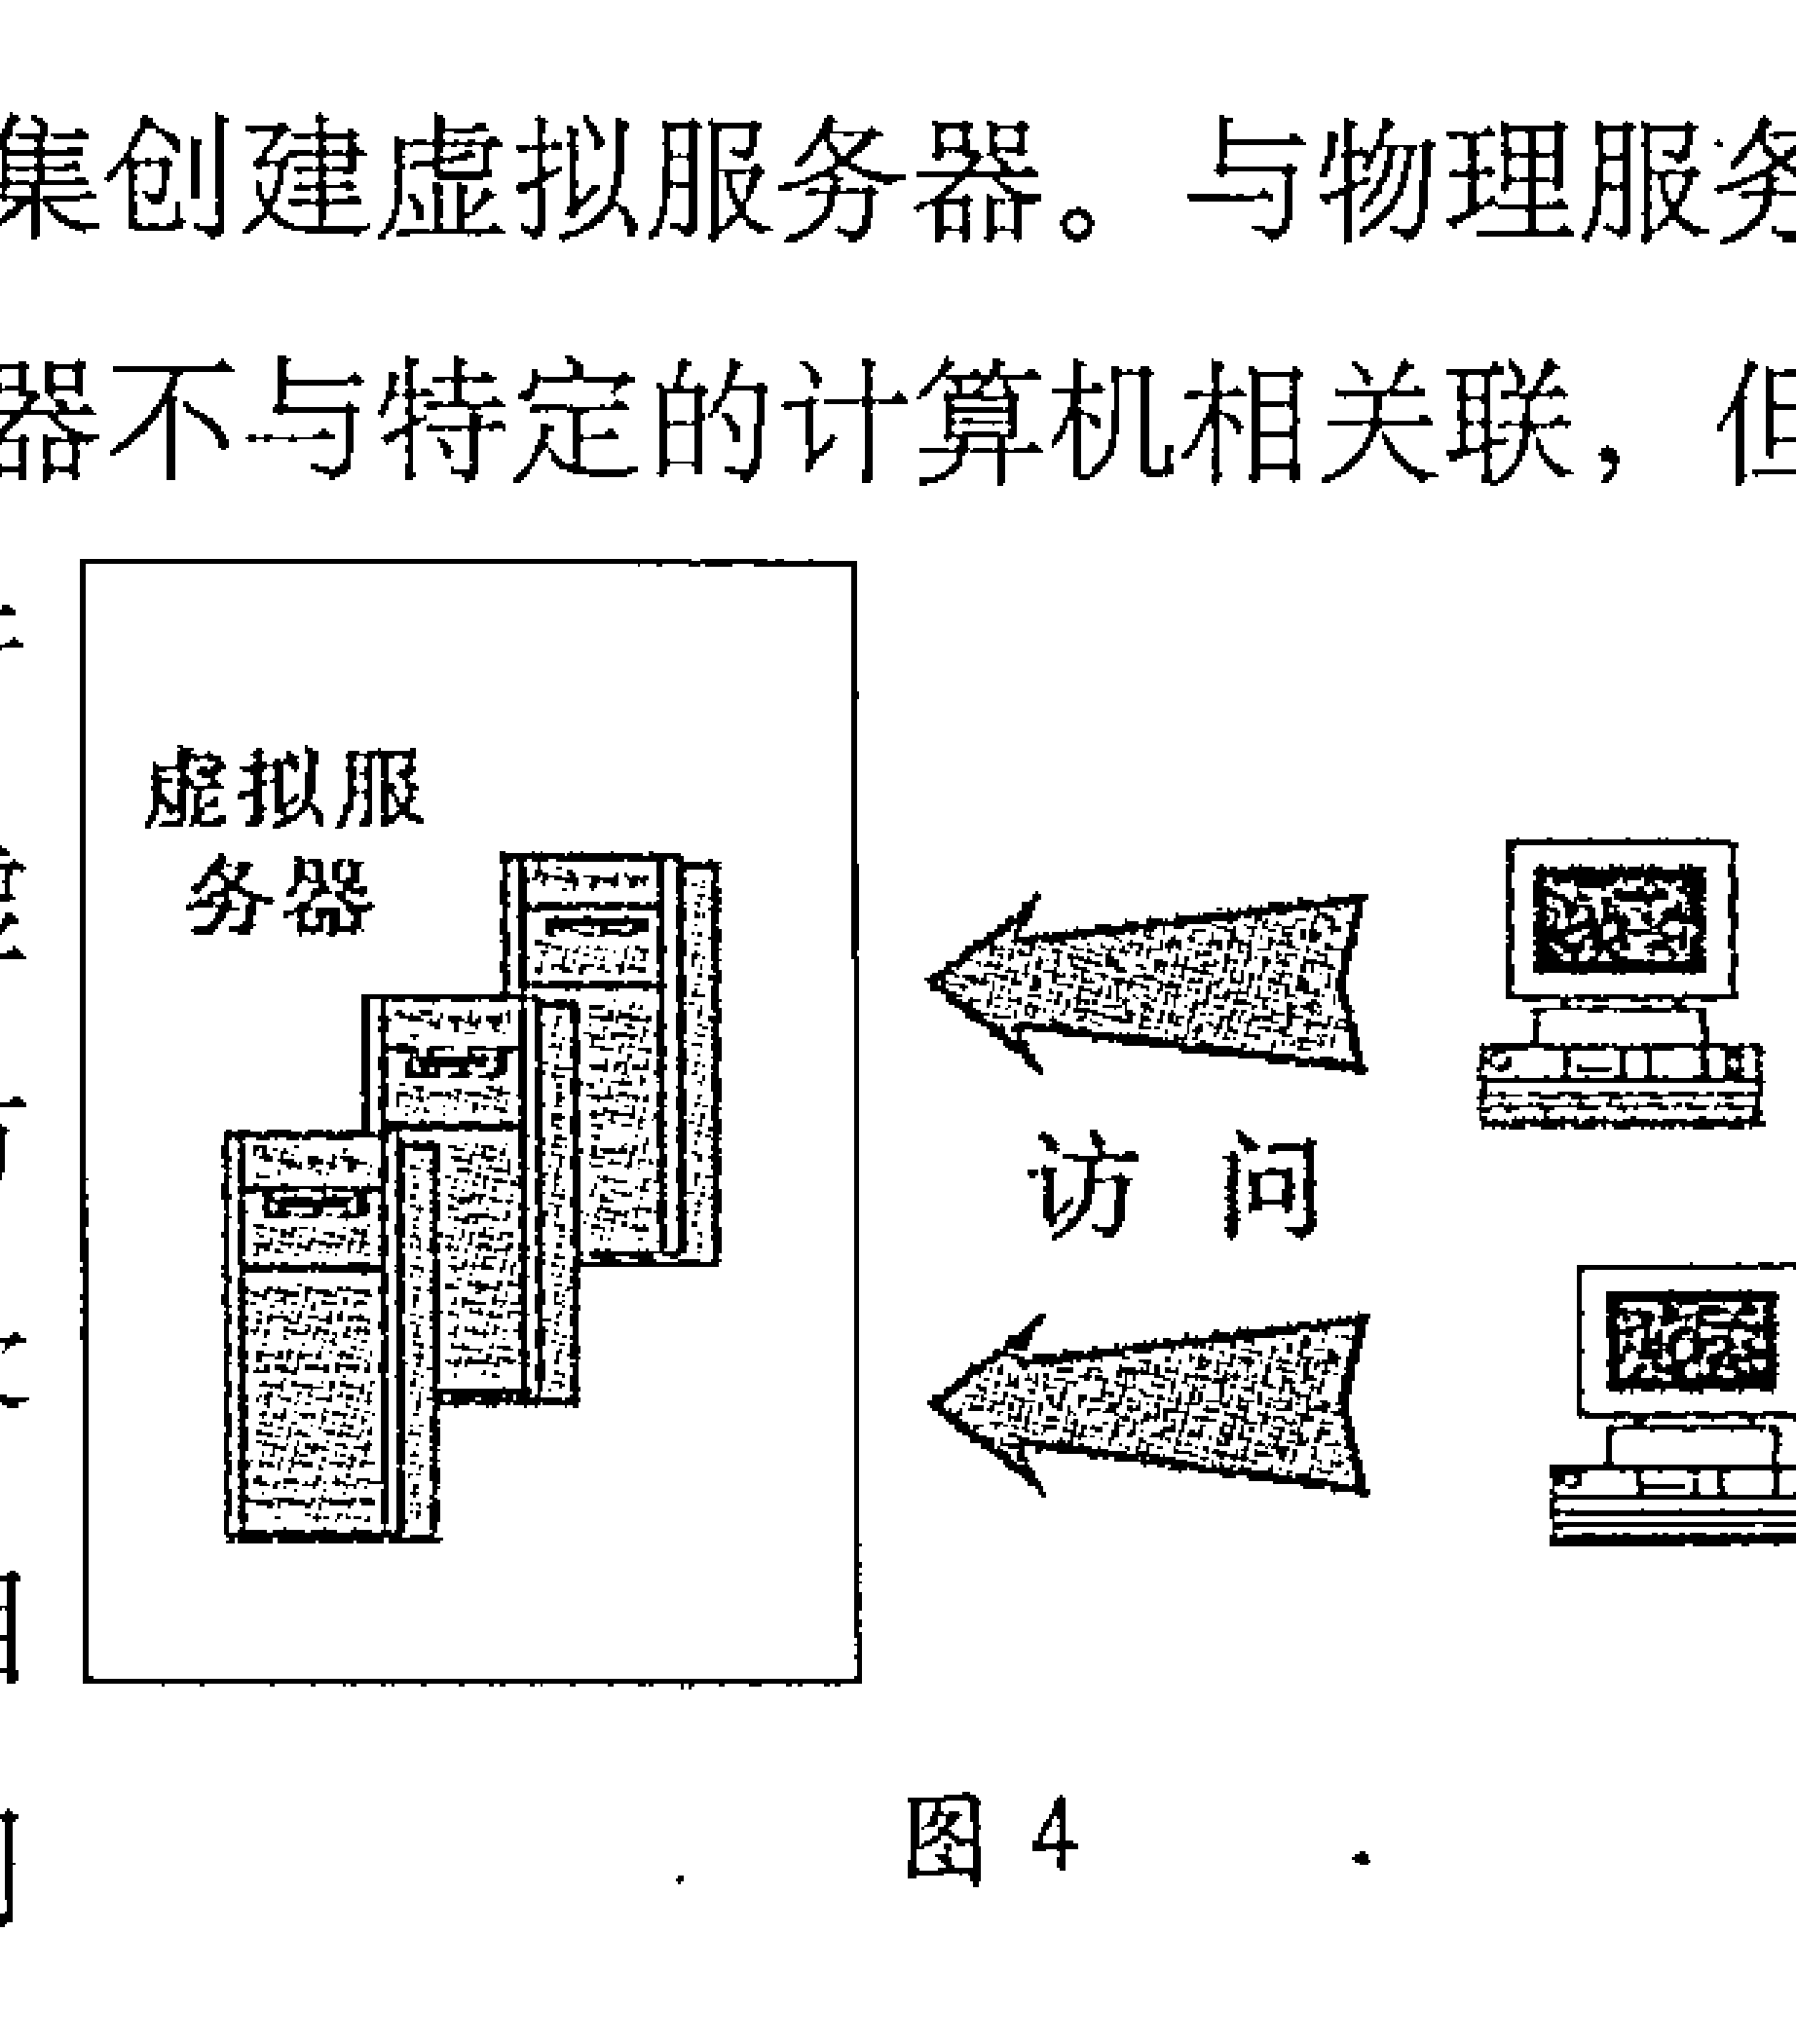 集创建虚拟服务器。与物理服务
器不与特定的计算机相关联，但
虚拟服
务器
访 问
图 4